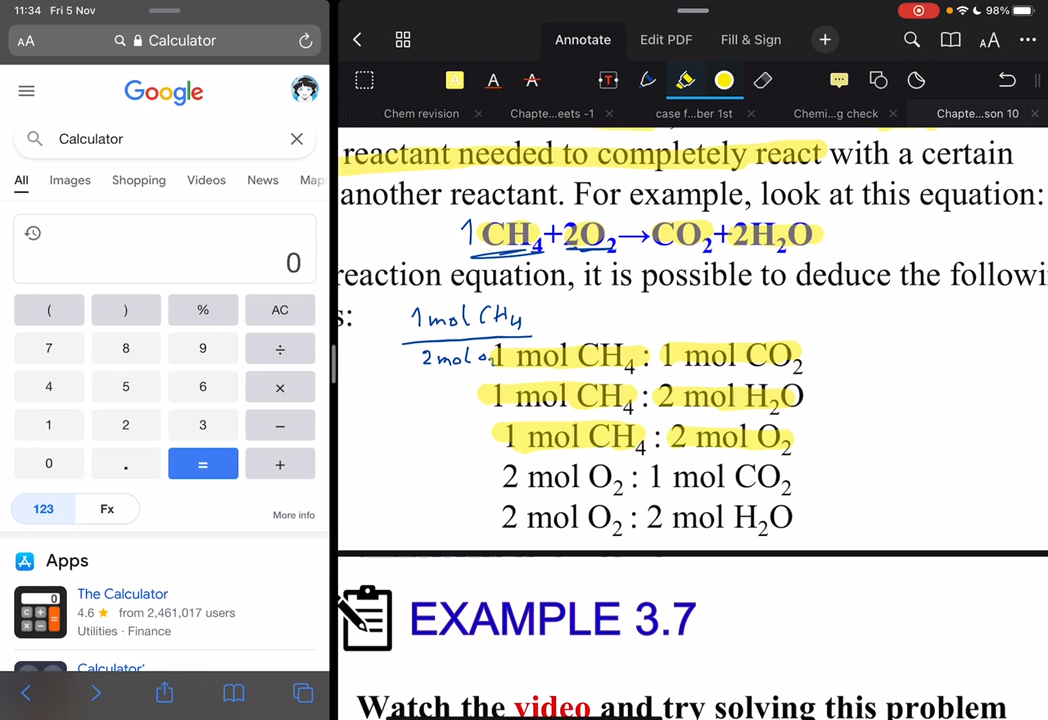 11:34 Fri 5 Nov
98%
AA Calculator
Google
Calculator
All Images Shopping Videos News Map
0
( ) % AC
7 8 9 ÷
4 5 6 ×
1 2 3 −
0 . = +
123 Fx
More info
Apps
The Calculator
4.6 ★ from 2,461,017 users
Utilities · Finance
Calculator'
Annotate Edit PDF Fill & Sign
AA
A A A T
Chem revision × Chapte...eets -1 × case f...ber 1st × Chemi...g check × Chapte...son 10 ×
reactant needed to completely react with a certain
another reactant. For example, look at this equation:
1 CH₄+2O₂→CO₂+2H₂O
reaction equation, it is possible to deduce the followi
s:
1 mol CH₄
2 mol O₂
1 mol CH₄ : 1 mol CO₂
1 mol CH₄ : 2 mol H₂O
1 mol CH₄ : 2 mol O₂
2 mol O₂ : 1 mol CO₂
2 mol O₂ : 2 mol H₂O
EXAMPLE 3.7
Watch the video and try solving this problem